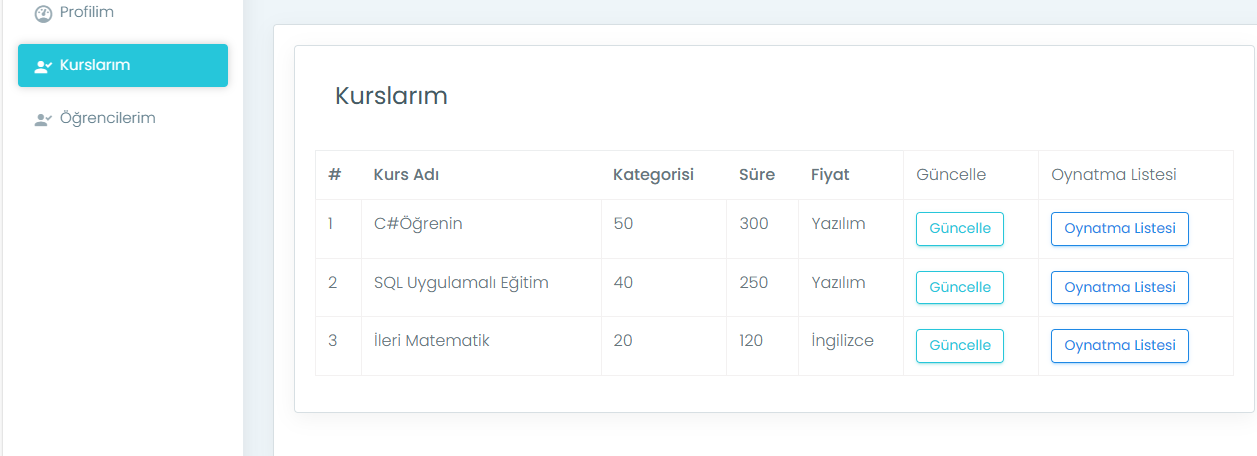 Profilim
Kurslarım
Öğrencilerim
Kurslarım
# Kurs Adı Kategorisi Süre Fiyat Güncelle Oynatma Listesi
1 C#Öğrenin 50 300 Yazılım Güncelle Oynatma Listesi
2 SQL Uygulamalı Eğitim 40 250 Yazılım Güncelle Oynatma Listesi
3 İleri Matematik 20 120 İngilizce Güncelle Oynatma Listesi